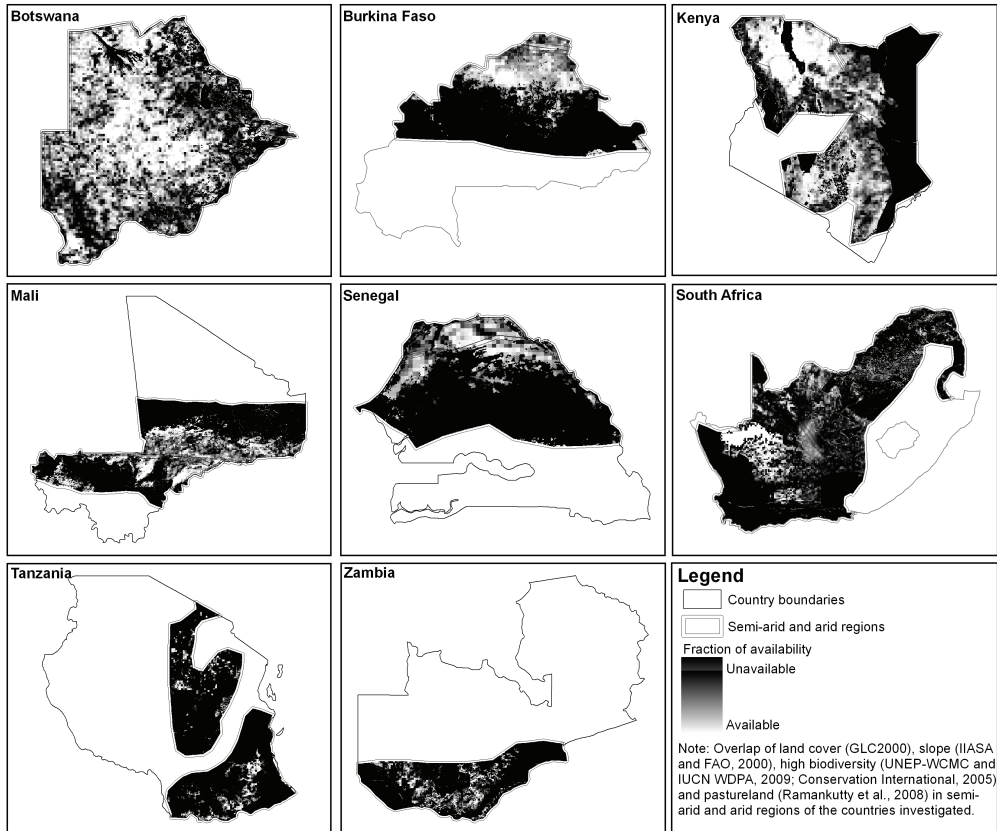 Botswana
Burkina Faso
Kenya
Mali
Senegal
South Africa
Tanzania
Zambia
Legend
Country boundaries
Semi-arid and arid regions
Fraction of availability
Unavailable
Available
Note: Overlap of land cover (GLC2000), slope (IIASA
and FAO, 2000), high biodiversity (UNEP-WCMC and
IUCN WDPA, 2009; Conservation International, 2005)
and pastureland (Ramankutty et al., 2008) in semi-
arid and arid regions of the countries investigated.